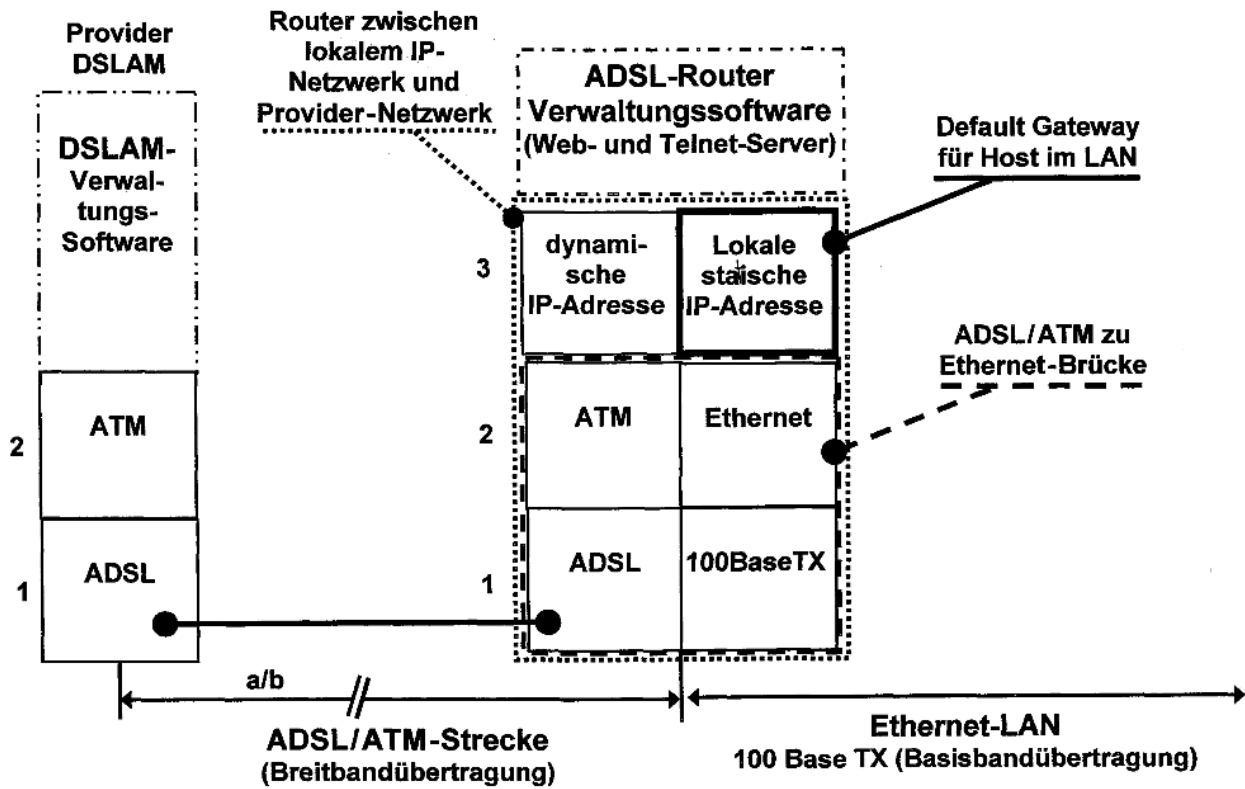 Provider
DSLAM
DSLAM-
Verwal-
tungs-
Software
2
ATM
1
ADSL
Router zwischen
lokalem IP-
Netzwerk und
Provider-Netzwerk
ADSL-Router
Verwaltungssoftware
(Web- und Telnet-Server)
Default Gateway
für Host im LAN
3
dynami-
sche
IP-Adresse
Lokale
staische
IP-Adresse
ADSL/ATM zu
Ethernet-Brücke
2
ATM
Ethernet
1
ADSL
100BaseTX
a/b
ADSL/ATM-Strecke
(Breitbandübertragung)
Ethernet-LAN
100 Base TX (Basisbandübertragung)